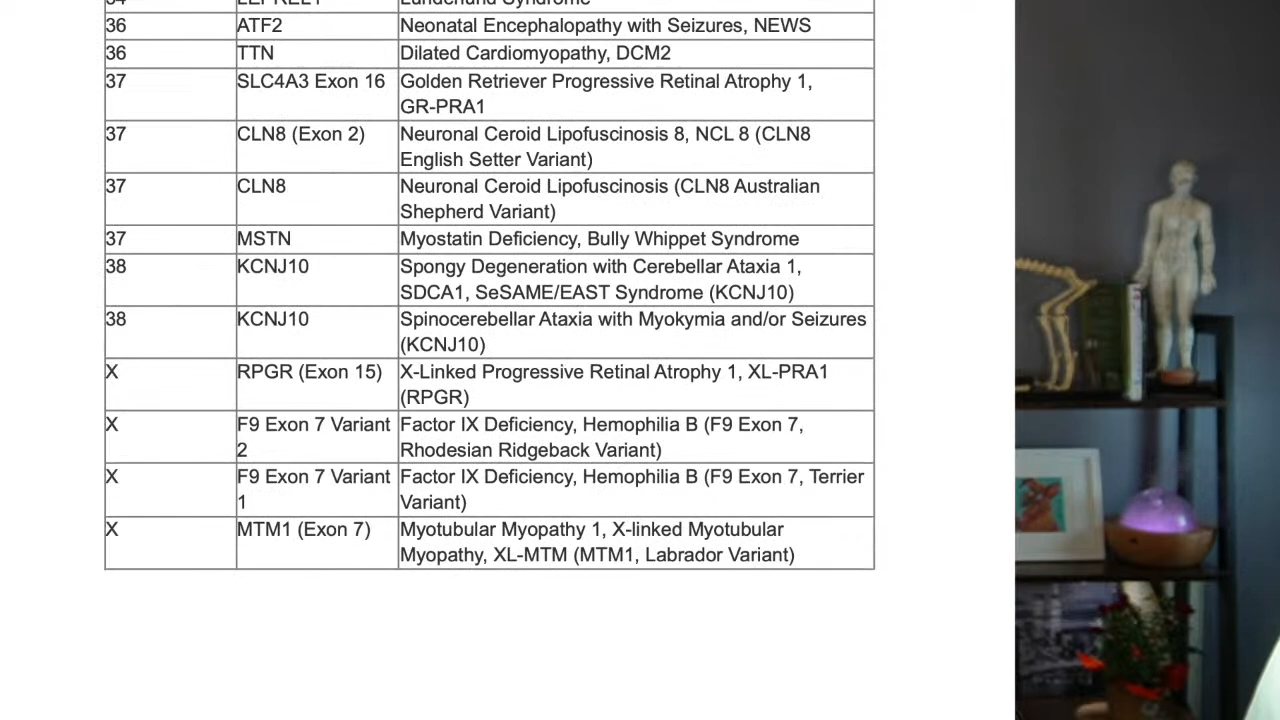 36 ATF2 Neonatal Encephalopathy with Seizures, NEWS
36 TTN Dilated Cardiomyopathy, DCM2
37 SLC4A3 Exon 16 Golden Retriever Progressive Retinal Atrophy 1,
GR-PRA1
37 CLN8 (Exon 2) Neuronal Ceroid Lipofuscinosis 8, NCL 8 (CLN8
English Setter Variant)
37 CLN8 Neuronal Ceroid Lipofuscinosis (CLN8 Australian
Shepherd Variant)
37 MSTN Myostatin Deficiency, Bully Whippet Syndrome
38 KCNJ10 Spongy Degeneration with Cerebellar Ataxia 1,
SDCA1, SeSAME/EAST Syndrome (KCNJ10)
38 KCNJ10 Spinocerebellar Ataxia with Myokymia and/or Seizures
(KCNJ10)
X RPGR (Exon 15) X-Linked Progressive Retinal Atrophy 1, XL-PRA1
(RPGR)
X F9 Exon 7 Variant Factor IX Deficiency, Hemophilia B (F9 Exon 7,
2 Rhodesian Ridgeback Variant)
X F9 Exon 7 Variant Factor IX Deficiency, Hemophilia B (F9 Exon 7, Terrier
1 Variant)
X MTM1 (Exon 7) Myotubular Myopathy 1, X-linked Myotubular
Myopathy, XL-MTM (MTM1, Labrador Variant)